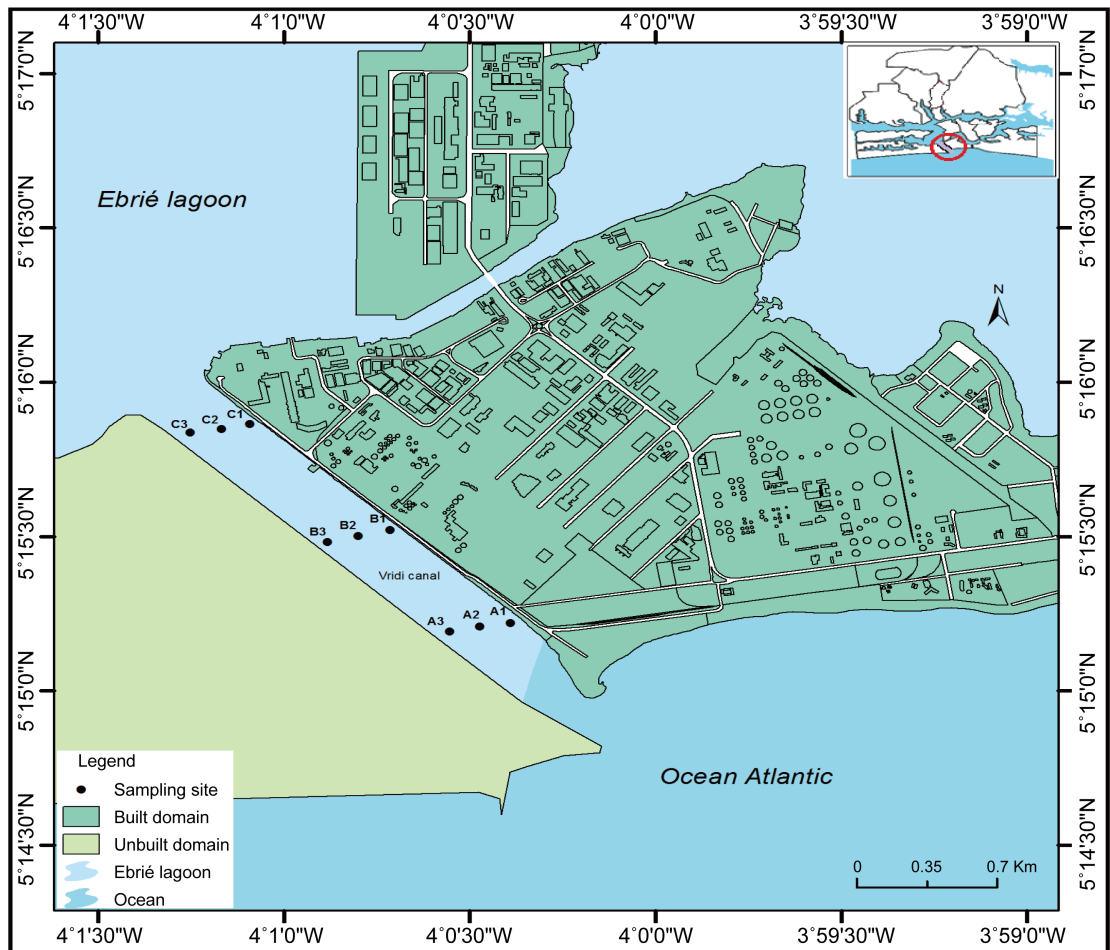 4°1'30"W 4°1'0"W 4°0'30"W 4°0'0"W 3°59'30"W 3°59'0"W
5°17'0"N 5°17'0"N
Ebrié lagoon
5°16'30"N 5°16'30"N
N
5°16'0"N 5°16'0"N
C3 C2 C1
5°15'30"N 5°15'30"N
B3 B2 B1
Vridi canal
A3 A2 A1
5°15'0"N 5°15'0"N
Ocean Atlantic
Legend
Sampling site
Built domain
Unbuilt domain
Ebrié lagoon
Ocean
5°14'30"N 5°14'30"N
0 0.35 0.7 Km
4°1'30"W 4°1'0"W 4°0'30"W 4°0'0"W 3°59'30"W 3°59'0"W